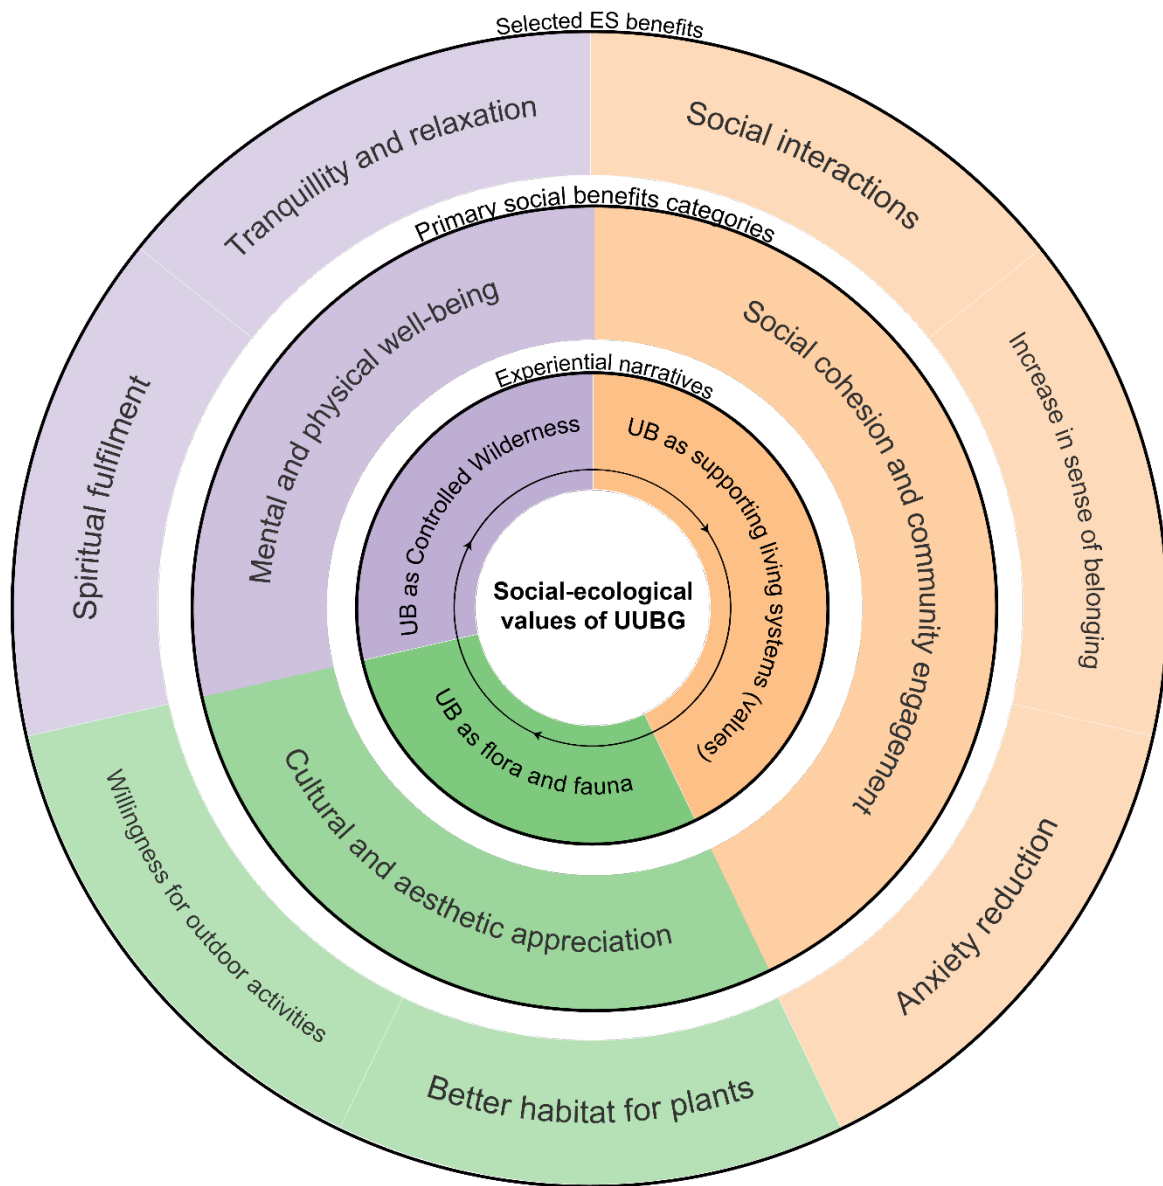 Selected ES benefits
Tranquillity and relaxation
Social interactions
Spiritual fulfilment
Increase in sense of belonging
Willingness for outdoor activities
Better habitat for plants
Anxiety reduction
Primary social benefits categories
Mental and physical well-being
Social cohesion and community engagement
Cultural and aesthetic appreciation
Experiential narratives
UB as Controlled Wilderness
UB as supporting living systems (values)
UB as flora and fauna
Social-ecological
values of UUBG